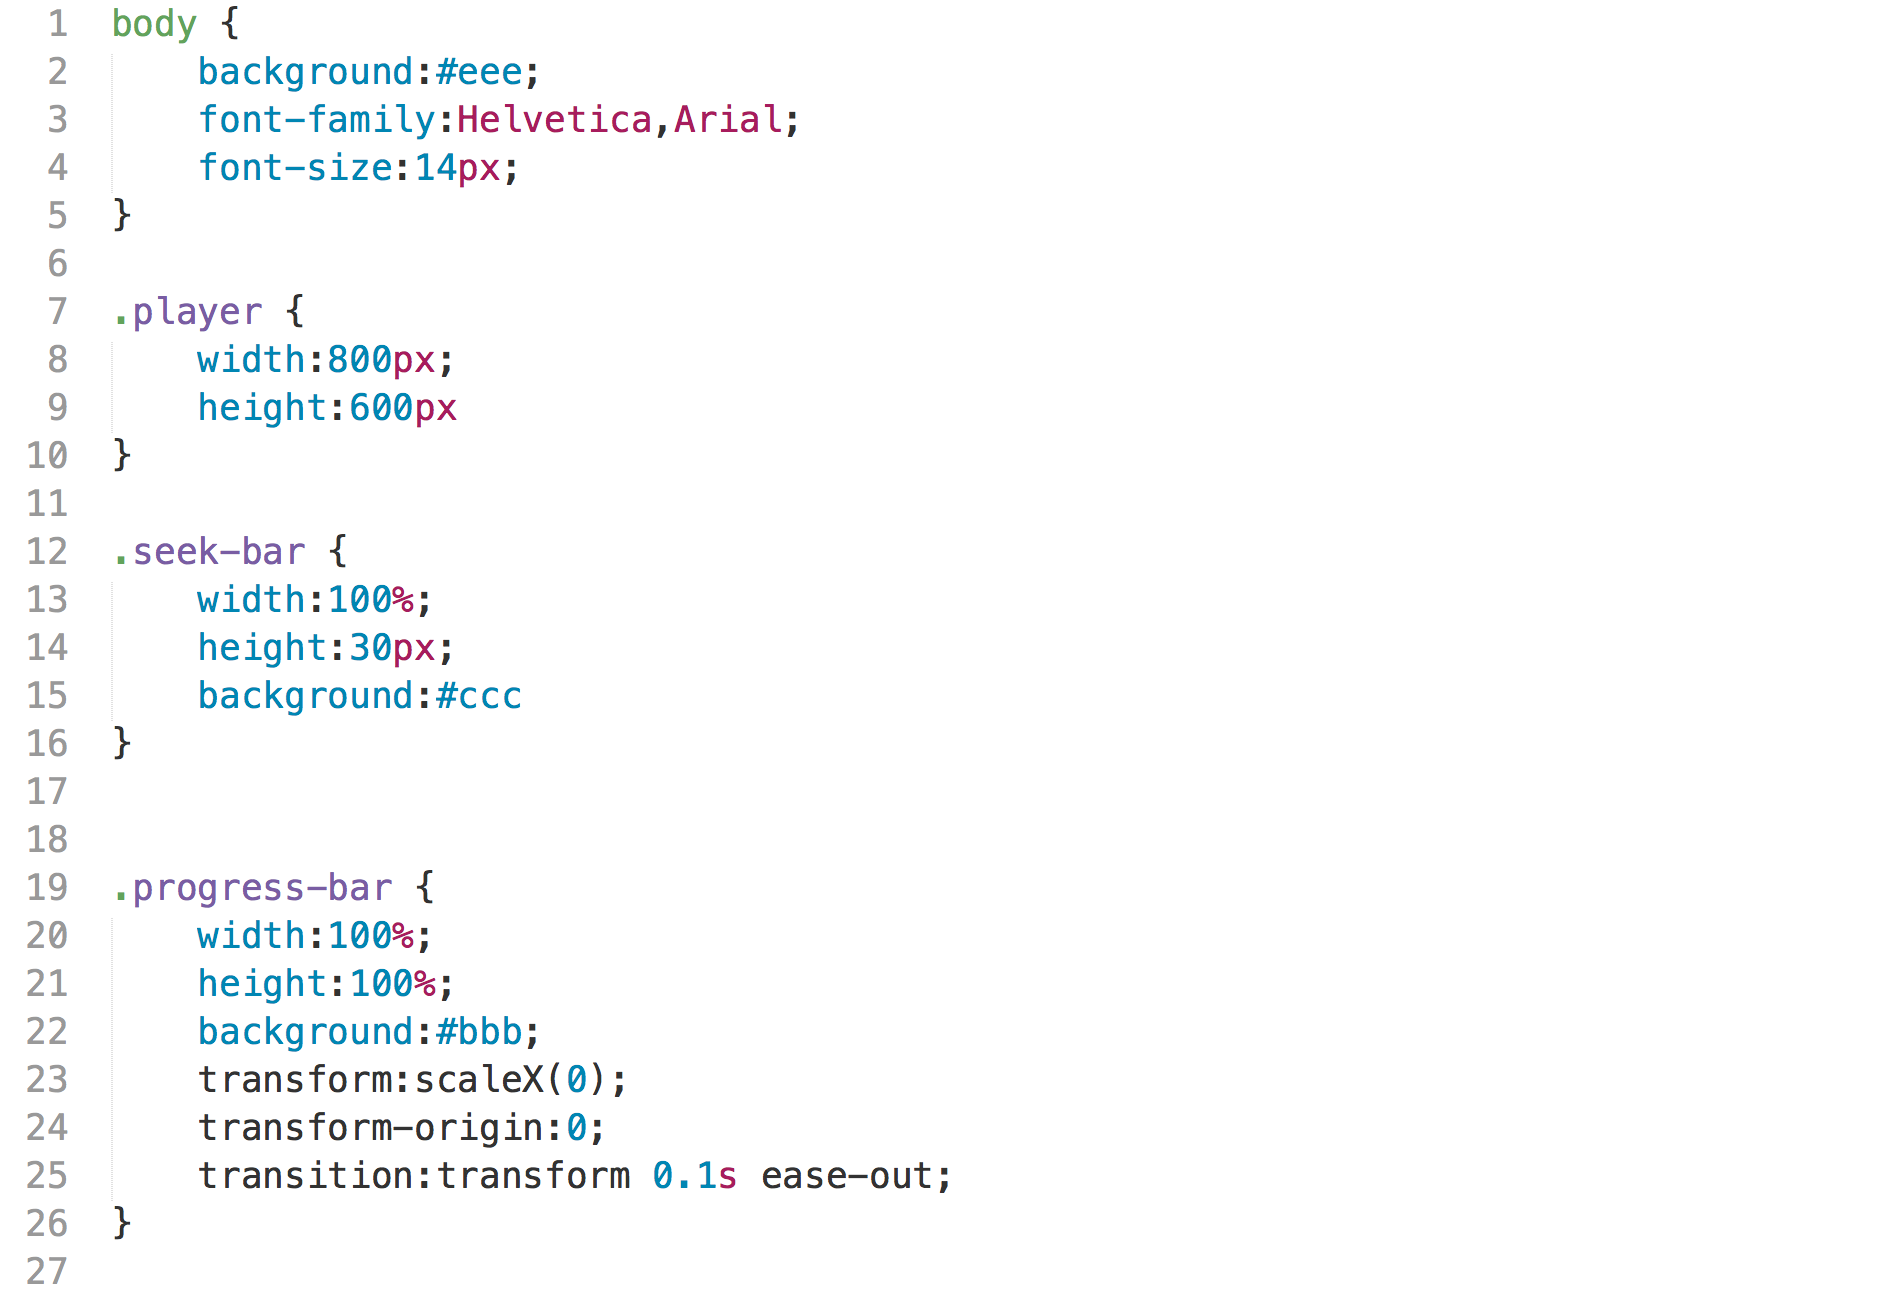 1 body {
2     background:#eee;
3     font-family:Helvetica,Arial;
4     font-size:14px;
5 }
6
7 .player {
8     width:800px;
9     height:600px
10 }
11
12 .seek-bar {
13     width:100%;
14     height:30px;
15     background:#ccc
16 }
17
18
19 .progress-bar {
20     width:100%;
21     height:100%;
22     background:#bbb;
23     transform:scaleX(0);
24     transform-origin:0;
25     transition:transform 0.1s ease-out;
26 }
27